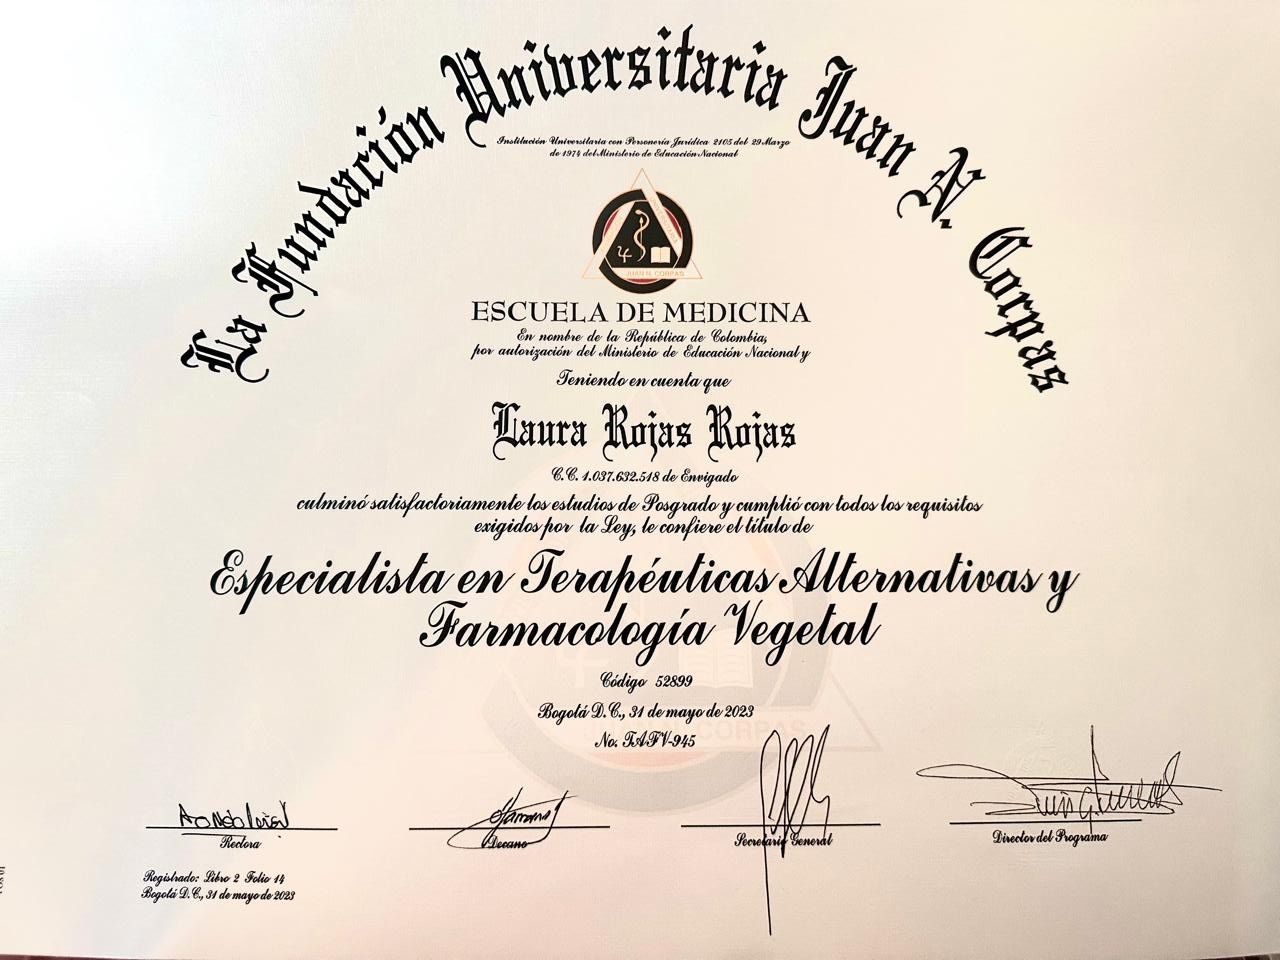 La Fundación Universitaria Juan N. Corpas
Institución Universitaria con Personería Jurídica 2105 del 29 Marzo
de 1974 del Ministerio de Educación Nacional
JUAN N. CORPAS
ESCUELA DE MEDICINA
En nombre de la República de Colombia,
por autorización del Ministerio de Educación Nacional y
Teniendo en cuenta que
Laura Rojas Rojas
C.C. 1.037.632.518 de Envigado
culminó satisfactoriamente los estudios de Posgrado y cumplió con todos los requisitos
exigidos por la Ley, le confiere el título de
Especialista en Terapéuticas Alternativas y
Farmacología Vegetal
Código 52899
Bogotá D.C., 31 de mayo de 2023
No. TAFV-945
CORPAS
Rectora
Decano
Secretario General
Director del Programa
Registrado: Libro 2 Folio 14
Bogotá D.C., 31 de mayo de 2023